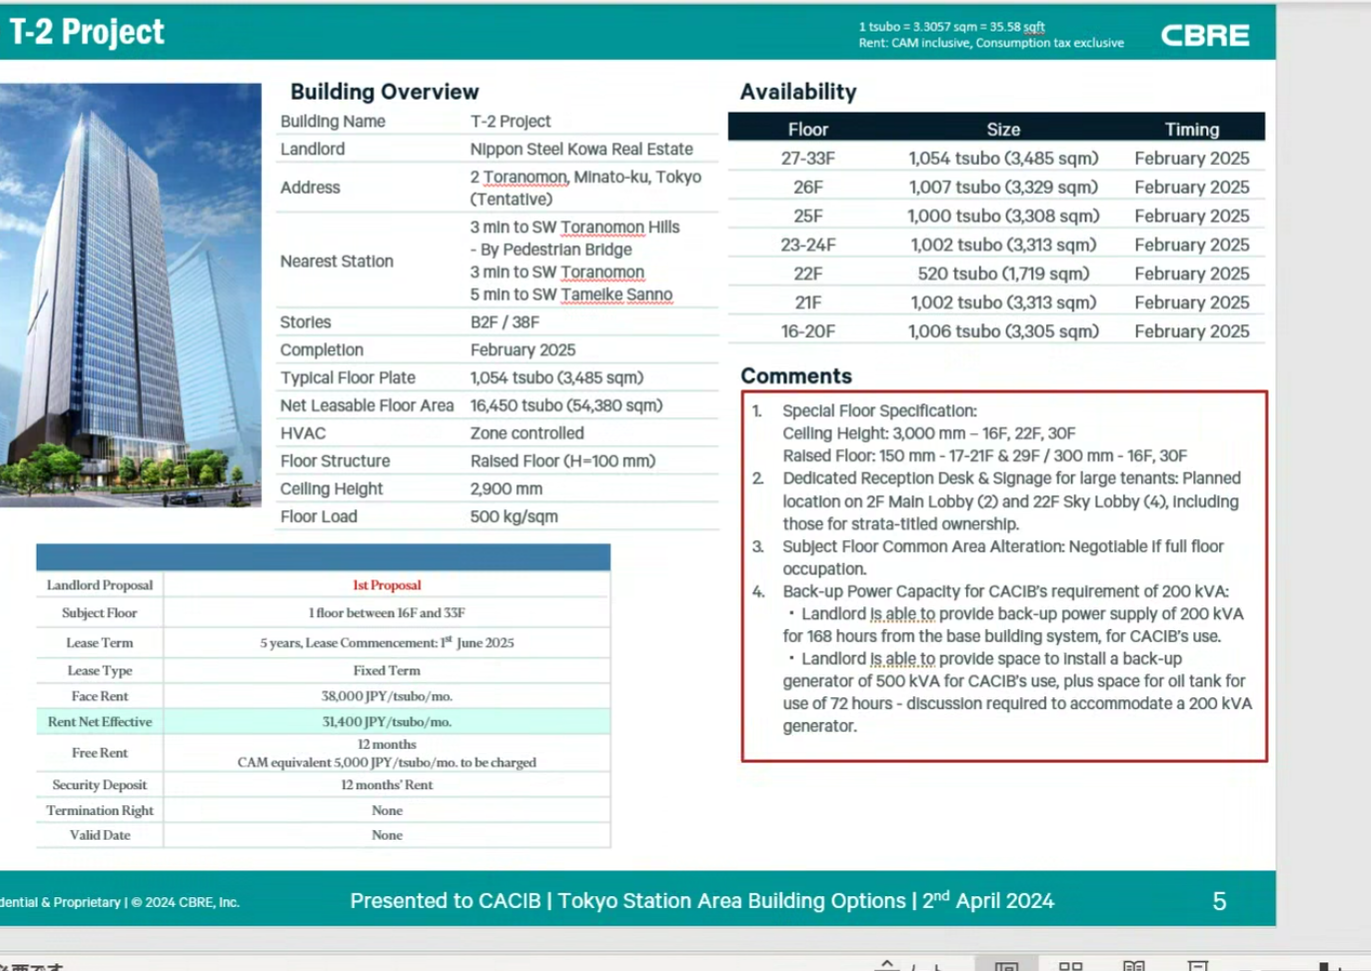 T-2 Project
1 tsubo = 3.3057 sqm = 35.58 sqft
Rent: CAM inclusive, Consumption tax exclusive
CBRE
Building Overview
Building Name T-2 Project
Landlord Nippon Steel Kowa Real Estate
Address 2 Toranomon, Minato-ku, Tokyo
(Tentative)
Nearest Station 3 min to SW Toranomon Hills
- By Pedestrian Bridge
3 min to SW Toranomon
5 min to SW Tameike Sanno
Stories B2F / 38F
Completion February 2025
Typical Floor Plate 1,054 tsubo (3,485 sqm)
Net Leasable Floor Area 16,450 tsubo (54,380 sqm)
HVAC Zone controlled
Floor Structure Raised Floor (H=100 mm)
Ceiling Height 2,900 mm
Floor Load 500 kg/sqm
Availability
Floor Size Timing
27-33F 1,054 tsubo (3,485 sqm) February 2025
26F 1,007 tsubo (3,329 sqm) February 2025
25F 1,000 tsubo (3,308 sqm) February 2025
23-24F 1,002 tsubo (3,313 sqm) February 2025
22F 520 tsubo (1,719 sqm) February 2025
21F 1,002 tsubo (3,313 sqm) February 2025
16-20F 1,006 tsubo (3,305 sqm) February 2025
Comments
1. Special Floor Specification:
Ceiling Height: 3,000 mm – 16F, 22F, 30F
Raised Floor: 150 mm - 17-21F & 29F / 300 mm - 16F, 30F
2. Dedicated Reception Desk & Signage for large tenants: Planned
location on 2F Main Lobby (2) and 22F Sky Lobby (4), including
those for strata-titled ownership.
3. Subject Floor Common Area Alteration: Negotiable if full floor
occupation.
4. Back-up Power Capacity for CACIB's requirement of 200 kVA:
・Landlord is able to provide back-up power supply of 200 kVA
for 168 hours from the base building system, for CACIB's use.
・Landlord is able to provide space to install a back-up
generator of 500 kVA for CACIB's use, plus space for oil tank for
use of 72 hours - discussion required to accommodate a 200 kVA
generator.
Landlord Proposal 1st Proposal
Subject Floor 1 floor between 16F and 33F
Lease Term 5 years, Lease Commencement: 1st June 2025
Lease Type Fixed Term
Face Rent 38,000 JPY/tsubo/mo.
Rent Net Effective 31,400 JPY/tsubo/mo.
Free Rent 12 months
CAM equivalent 5,000 JPY/tsubo/mo. to be charged
Security Deposit 12 months' Rent
Termination Right None
Valid Date None
dential & Proprietary | © 2024 CBRE, Inc.
Presented to CACIB | Tokyo Station Area Building Options | 2nd April 2024
5